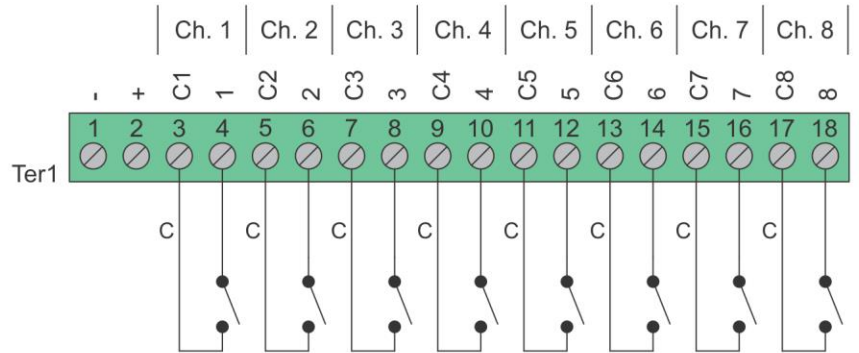 Ch. 1 Ch. 2 Ch. 3 Ch. 4 Ch. 5 Ch. 6 Ch. 7 Ch. 8
- + C1 1 C2 2 C3 3 C4 4 C5 5 C6 6 C7 7 C8 8
1 2 3 4 5 6 7 8 9 10 11 12 13 14 15 16 17 18
Ter1
C C C C C C C C